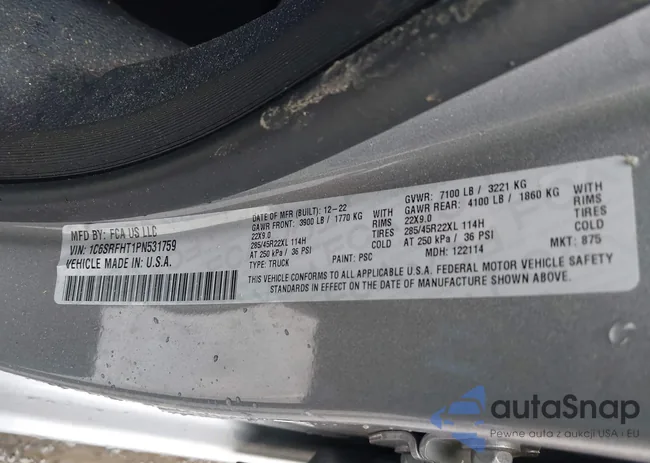 MFD BY: FCA US LLC
VIN: 1C6SRFHT1PN531759
VEHICLE MADE IN U.S.A.
DATE OF MFR (BUILT): 12-22
GAWR FRONT: 3900 LB / 1770 KG WITH
22X9.0 RIMS
285/45R22XL 114H TIRES
AT 250 kPa / 36 PSI COLD
TYPE: TRUCK PAINT: PSC
GVWR: 7100 LB / 3221 KG
GAWR REAR: 4100 LB / 1860 KG WITH
22X9.0 RIMS
285/45R22XL 114H TIRES
AT 250 kPa / 36 PSI COLD
MDH: 122114 MKT: 875
THIS VEHICLE CONFORMS TO ALL APPLICABLE U.S.A. FEDERAL MOTOR VEHICLE SAFETY
STANDARDS IN EFFECT ON THE DATE OF MANUFACTURE SHOWN ABOVE.
autaSnap
Pewne auta z aukcji USA i EU